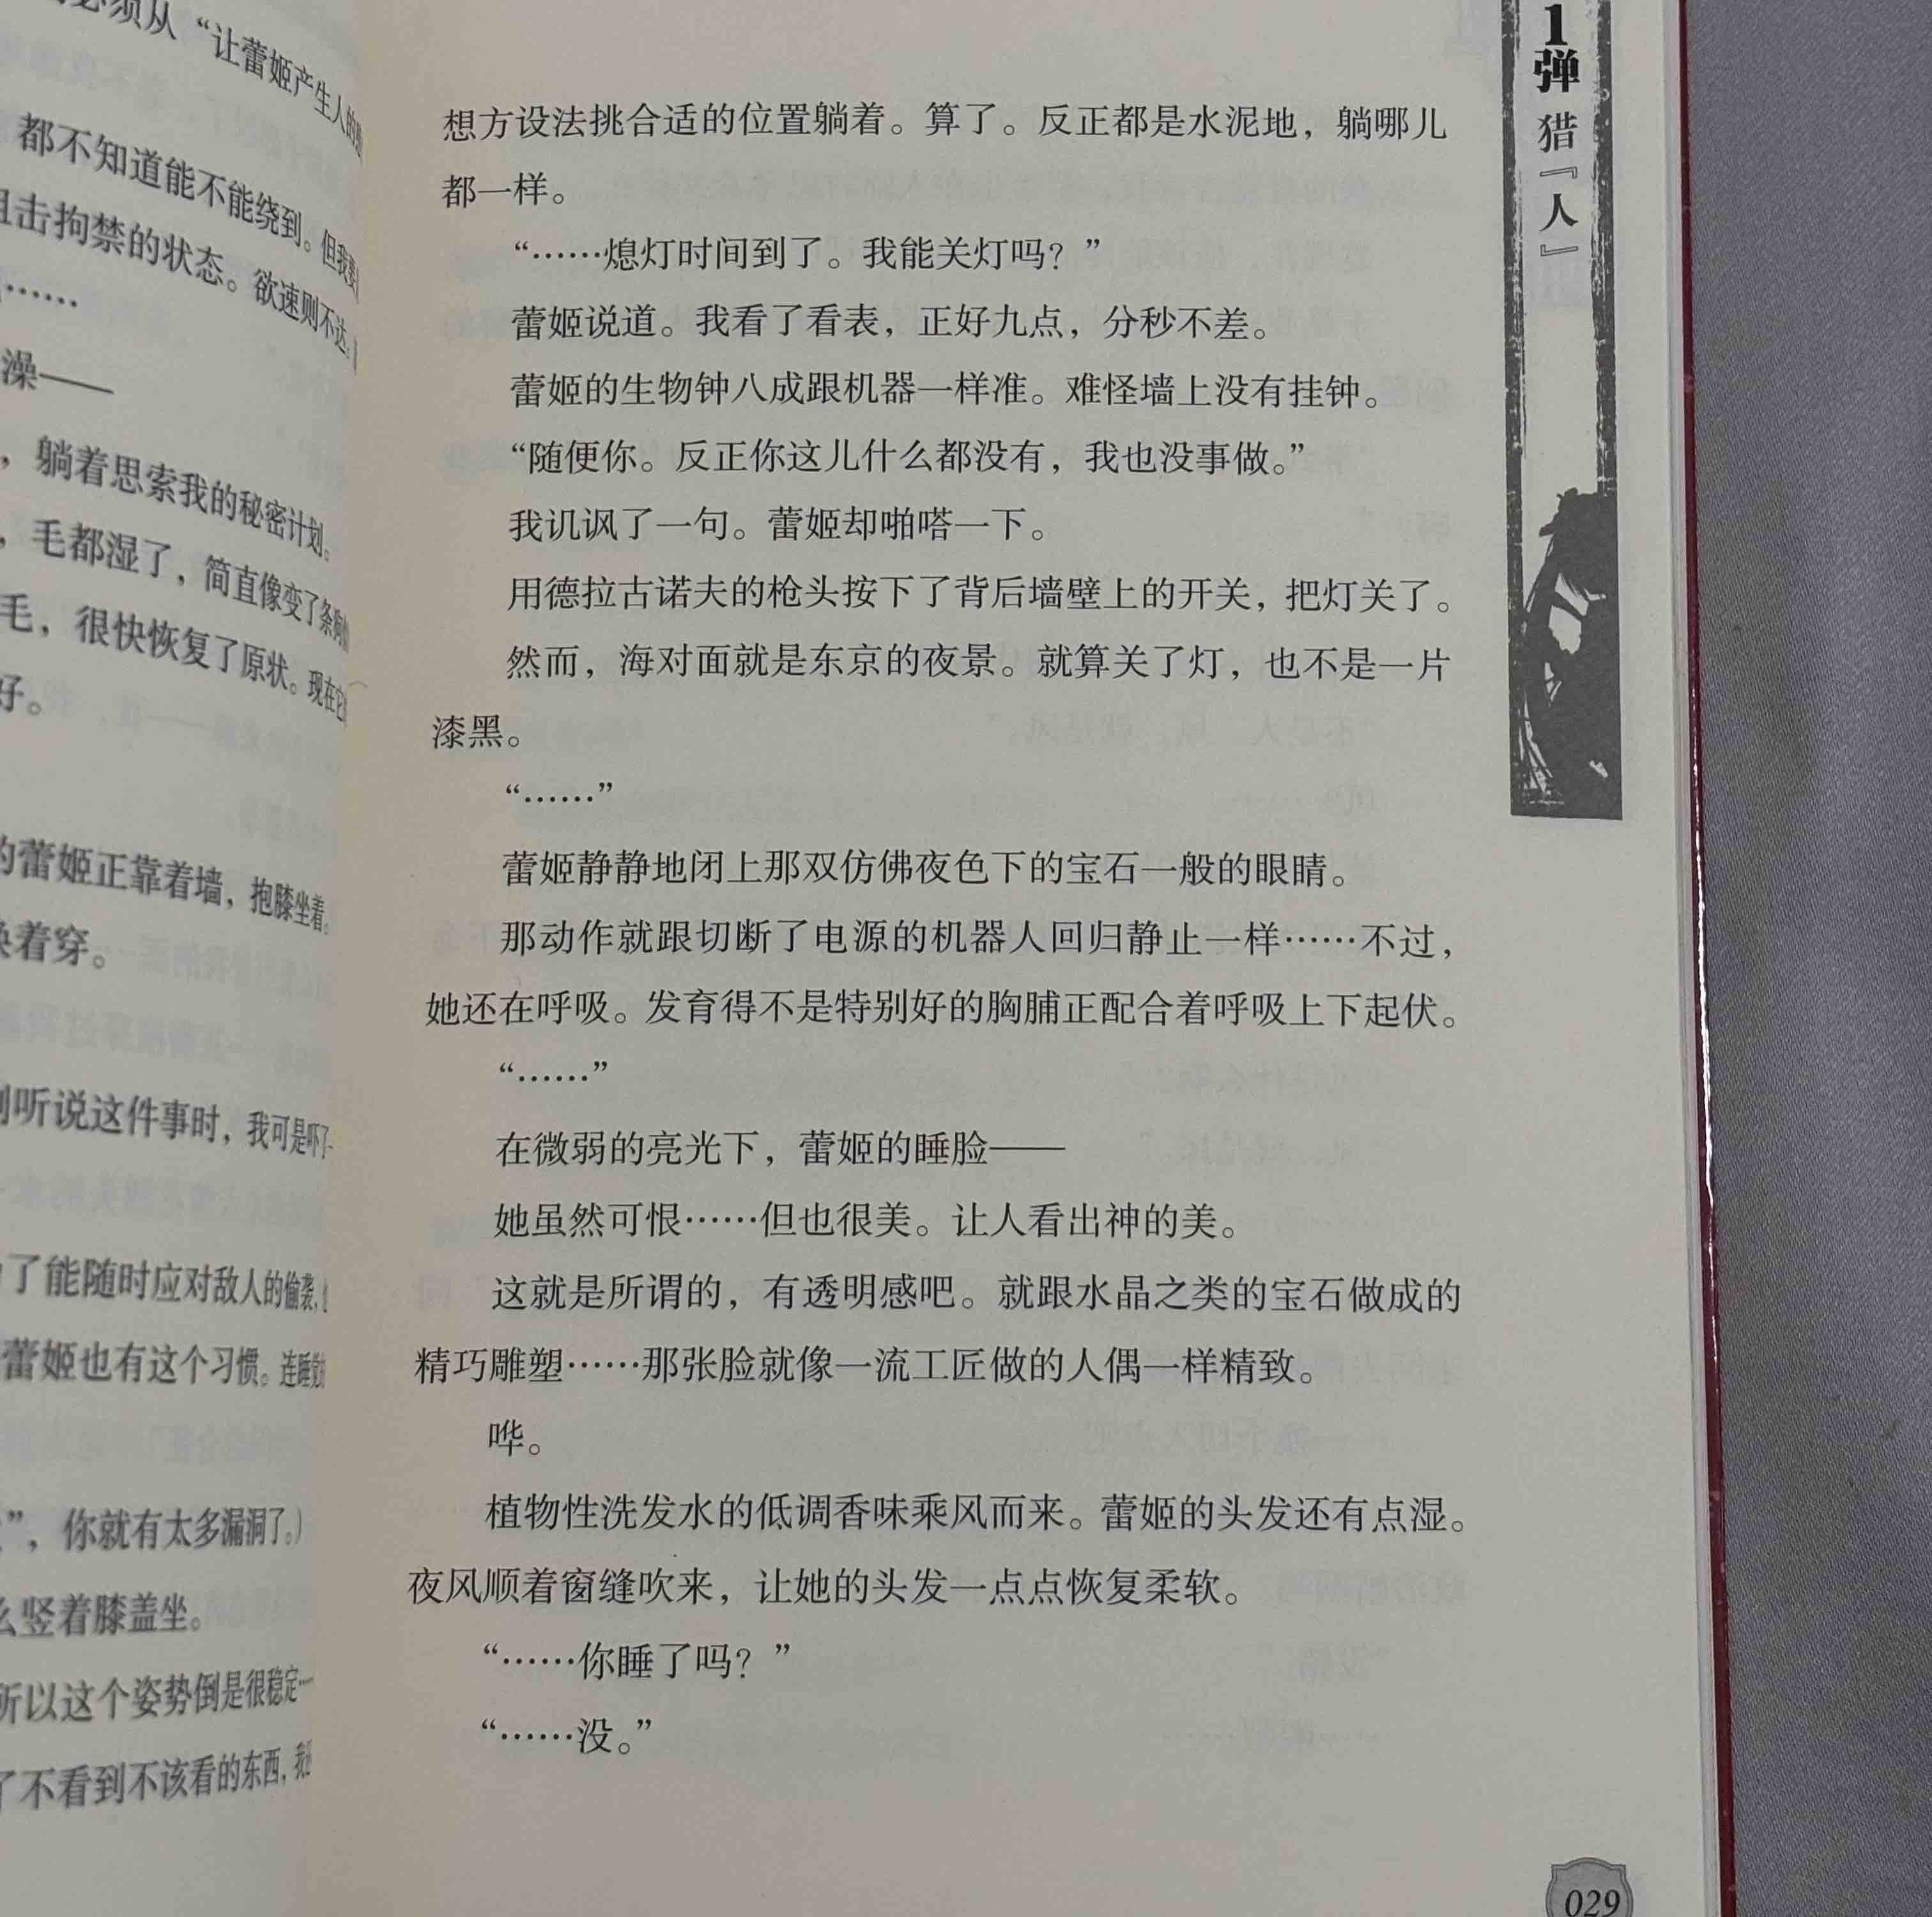 必须从“让蕾姬产生人的
都不知道能不能绕到。但我要
狙击拘禁的状态。欲速则不达。
……
澡——
，躺着思索我的秘密计划。
，毛都湿了，简直像变了条狗
毛，很快恢复了原状。现在它
好。
的蕾姬正靠着墙，抱膝坐着。
换着穿。
刚听说这件事时，我可是吓了一
了能随时应对敌人的偷袭，
蕾姬也有这个习惯。连睡觉
”，你就有太多漏洞了。）
么竖着膝盖坐。
所以这个姿势倒是很稳定……
了不看到不该看的东西，我
想方设法挑合适的位置躺着。算了。反正都是水泥地，躺哪儿
都一样。
“……熄灯时间到了。我能关灯吗？”
蕾姬说道。我看了看表，正好九点，分秒不差。
蕾姬的生物钟八成跟机器一样准。难怪墙上没有挂钟。
“随便你。反正你这儿什么都没有，我也没事做。”
我讥讽了一句。蕾姬却啪嗒一下。
用德拉古诺夫的枪头按下了背后墙壁上的开关，把灯关了。
然而，海对面就是东京的夜景。就算关了灯，也不是一片
漆黑。
“……”
蕾姬静静地闭上那双仿佛夜色下的宝石一般的眼睛。
那动作就跟切断了电源的机器人回归静止一样……不过，
她还在呼吸。发育得不是特别好的胸脯正配合着呼吸上下起伏。
“……”
在微弱的亮光下，蕾姬的睡脸——
她虽然可恨……但也很美。让人看出神的美。
这就是所谓的，有透明感吧。就跟水晶之类的宝石做成的
精巧雕塑……那张脸就像一流工匠做的人偶一样精致。
哗。
植物性洗发水的低调香味乘风而来。蕾姬的头发还有点湿。
夜风顺着窗缝吹来，让她的头发一点点恢复柔软。
“……你睡了吗？”
“……没。”
1弹 猎『人』
029